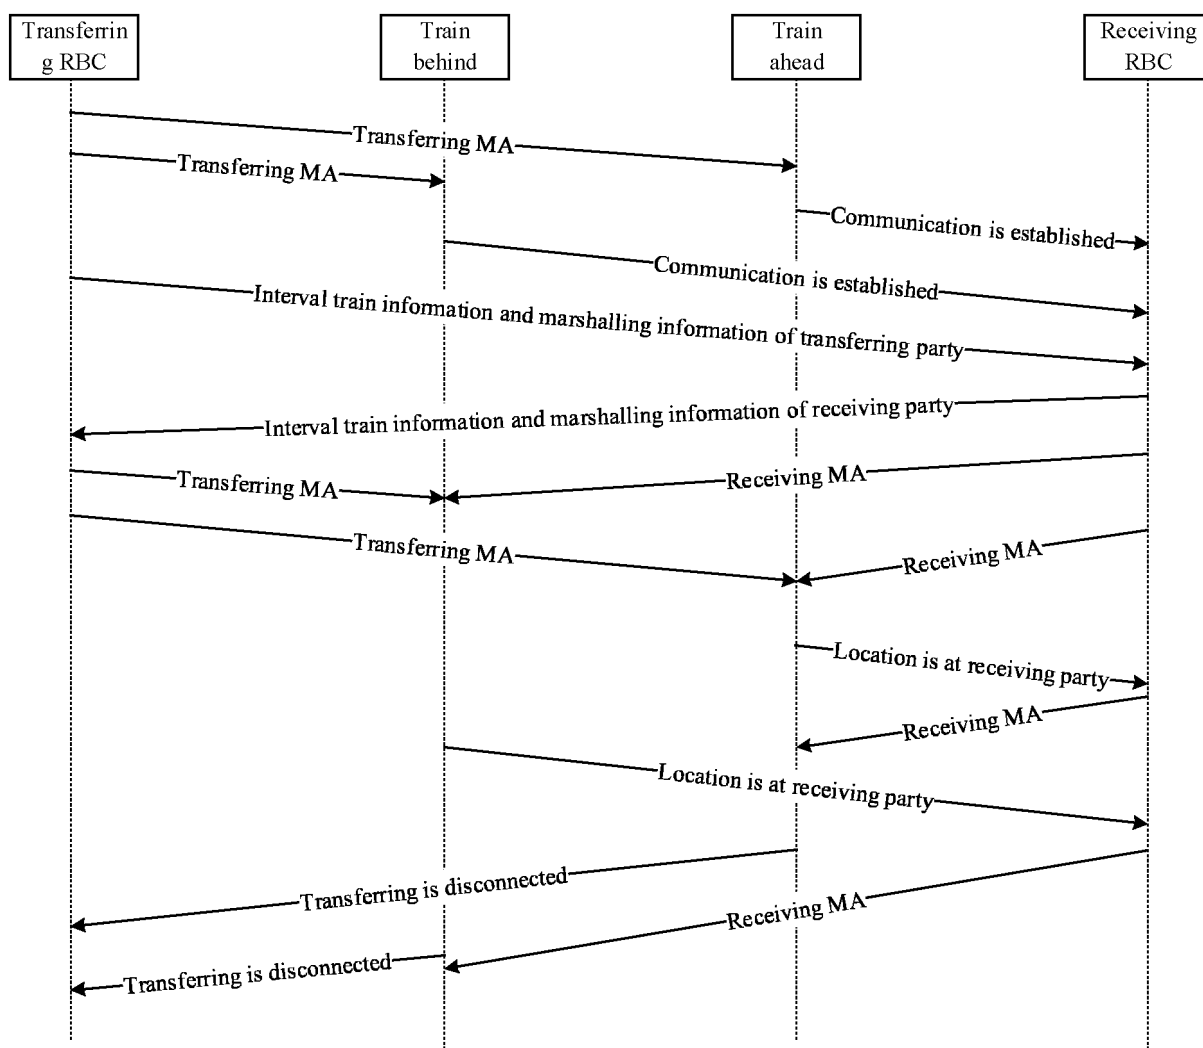 Transferrin
g RBC
Train
behind
Train
ahead
Receiving
RBC
Transferring MA
Transferring MA
Communication is established
Communication is established
Interval train information and marshalling information of transferring party
Interval train information and marshalling information of receiving party
Transferring MA
Receiving MA
Transferring MA
Receiving MA
Location is at receiving party
Receiving MA
Location is at receiving party
Transferring is disconnected
Receiving MA
Transferring is disconnected